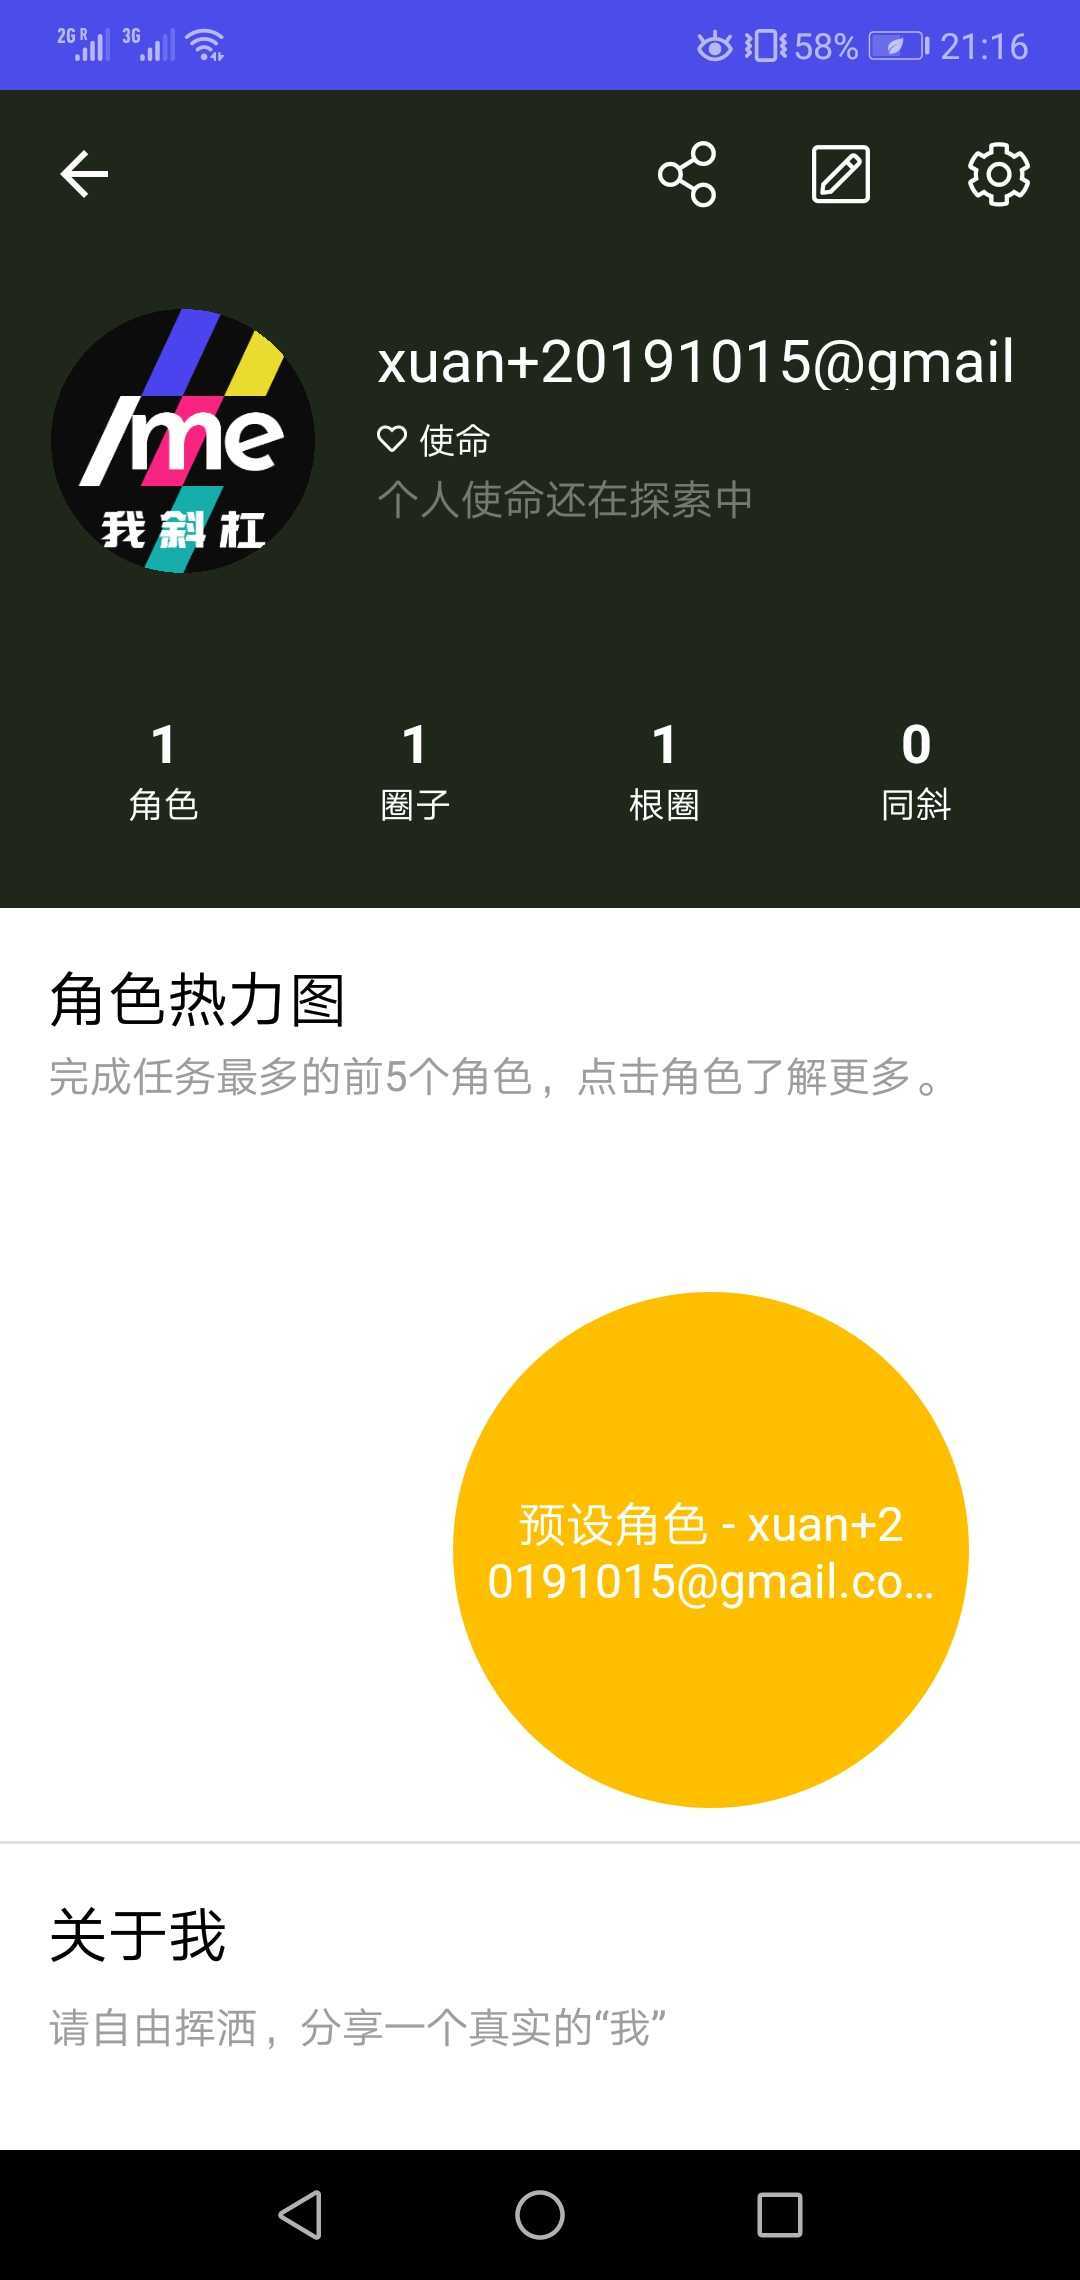 2G R 3G 58% 21:16
xuan+20191015@gmail
使命
个人使命还在探索中
/me
我斜杠
1 1 1 0
角色 圈子 根圈 同斜
角色热力图
完成任务最多的前5个角色，点击角色了解更多。
预设角色 - xuan+2
0191015@gmail.co...
关于我
请自由挥洒，分享一个真实的“我”